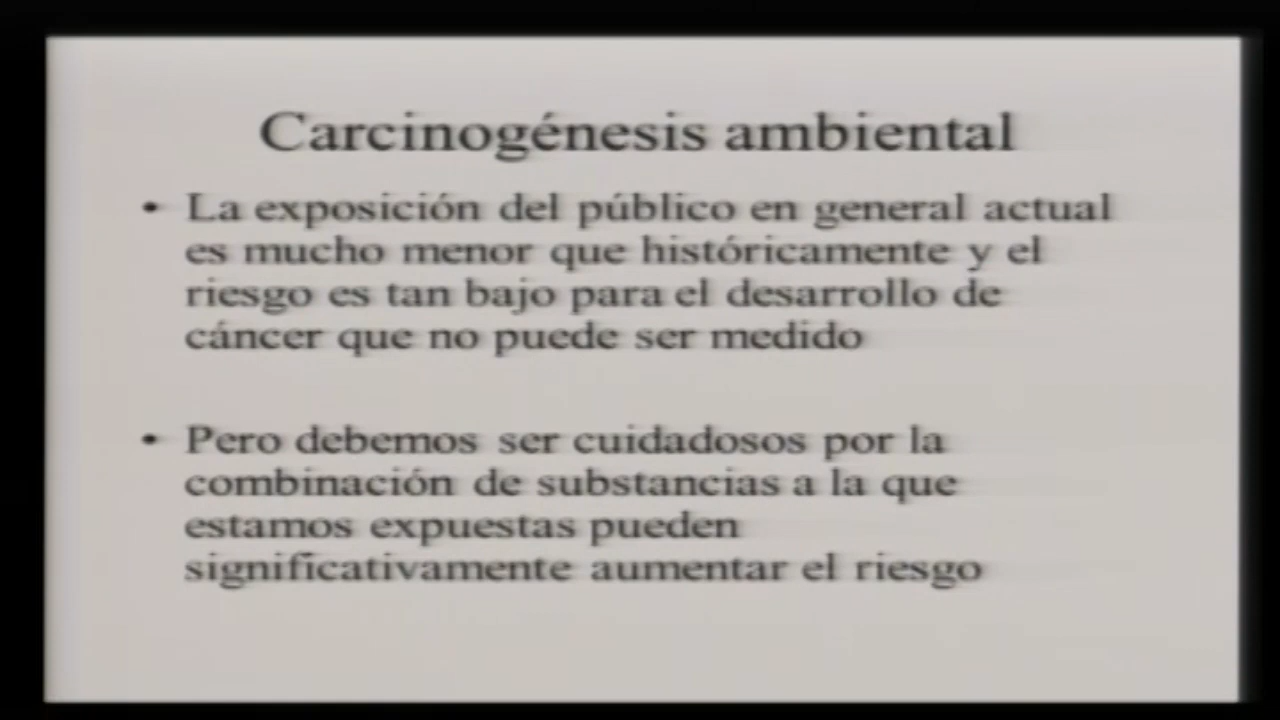 Carcinogénesis ambiental
• La exposición del público en general actual
es mucho menor que históricamente y el
riesgo es tan bajo para el desarrollo de
cáncer que no puede ser medido
• Pero debemos ser cuidadosos por la
combinación de substancias a la que
estamos expuestas pueden
significativamente aumentar el riesgo